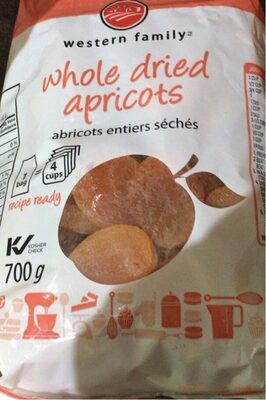 western family
whole dried
apricots
abricots entiers séchés
1 bag = 4 cups
recipe ready
KOSHER
CHECK
700 g